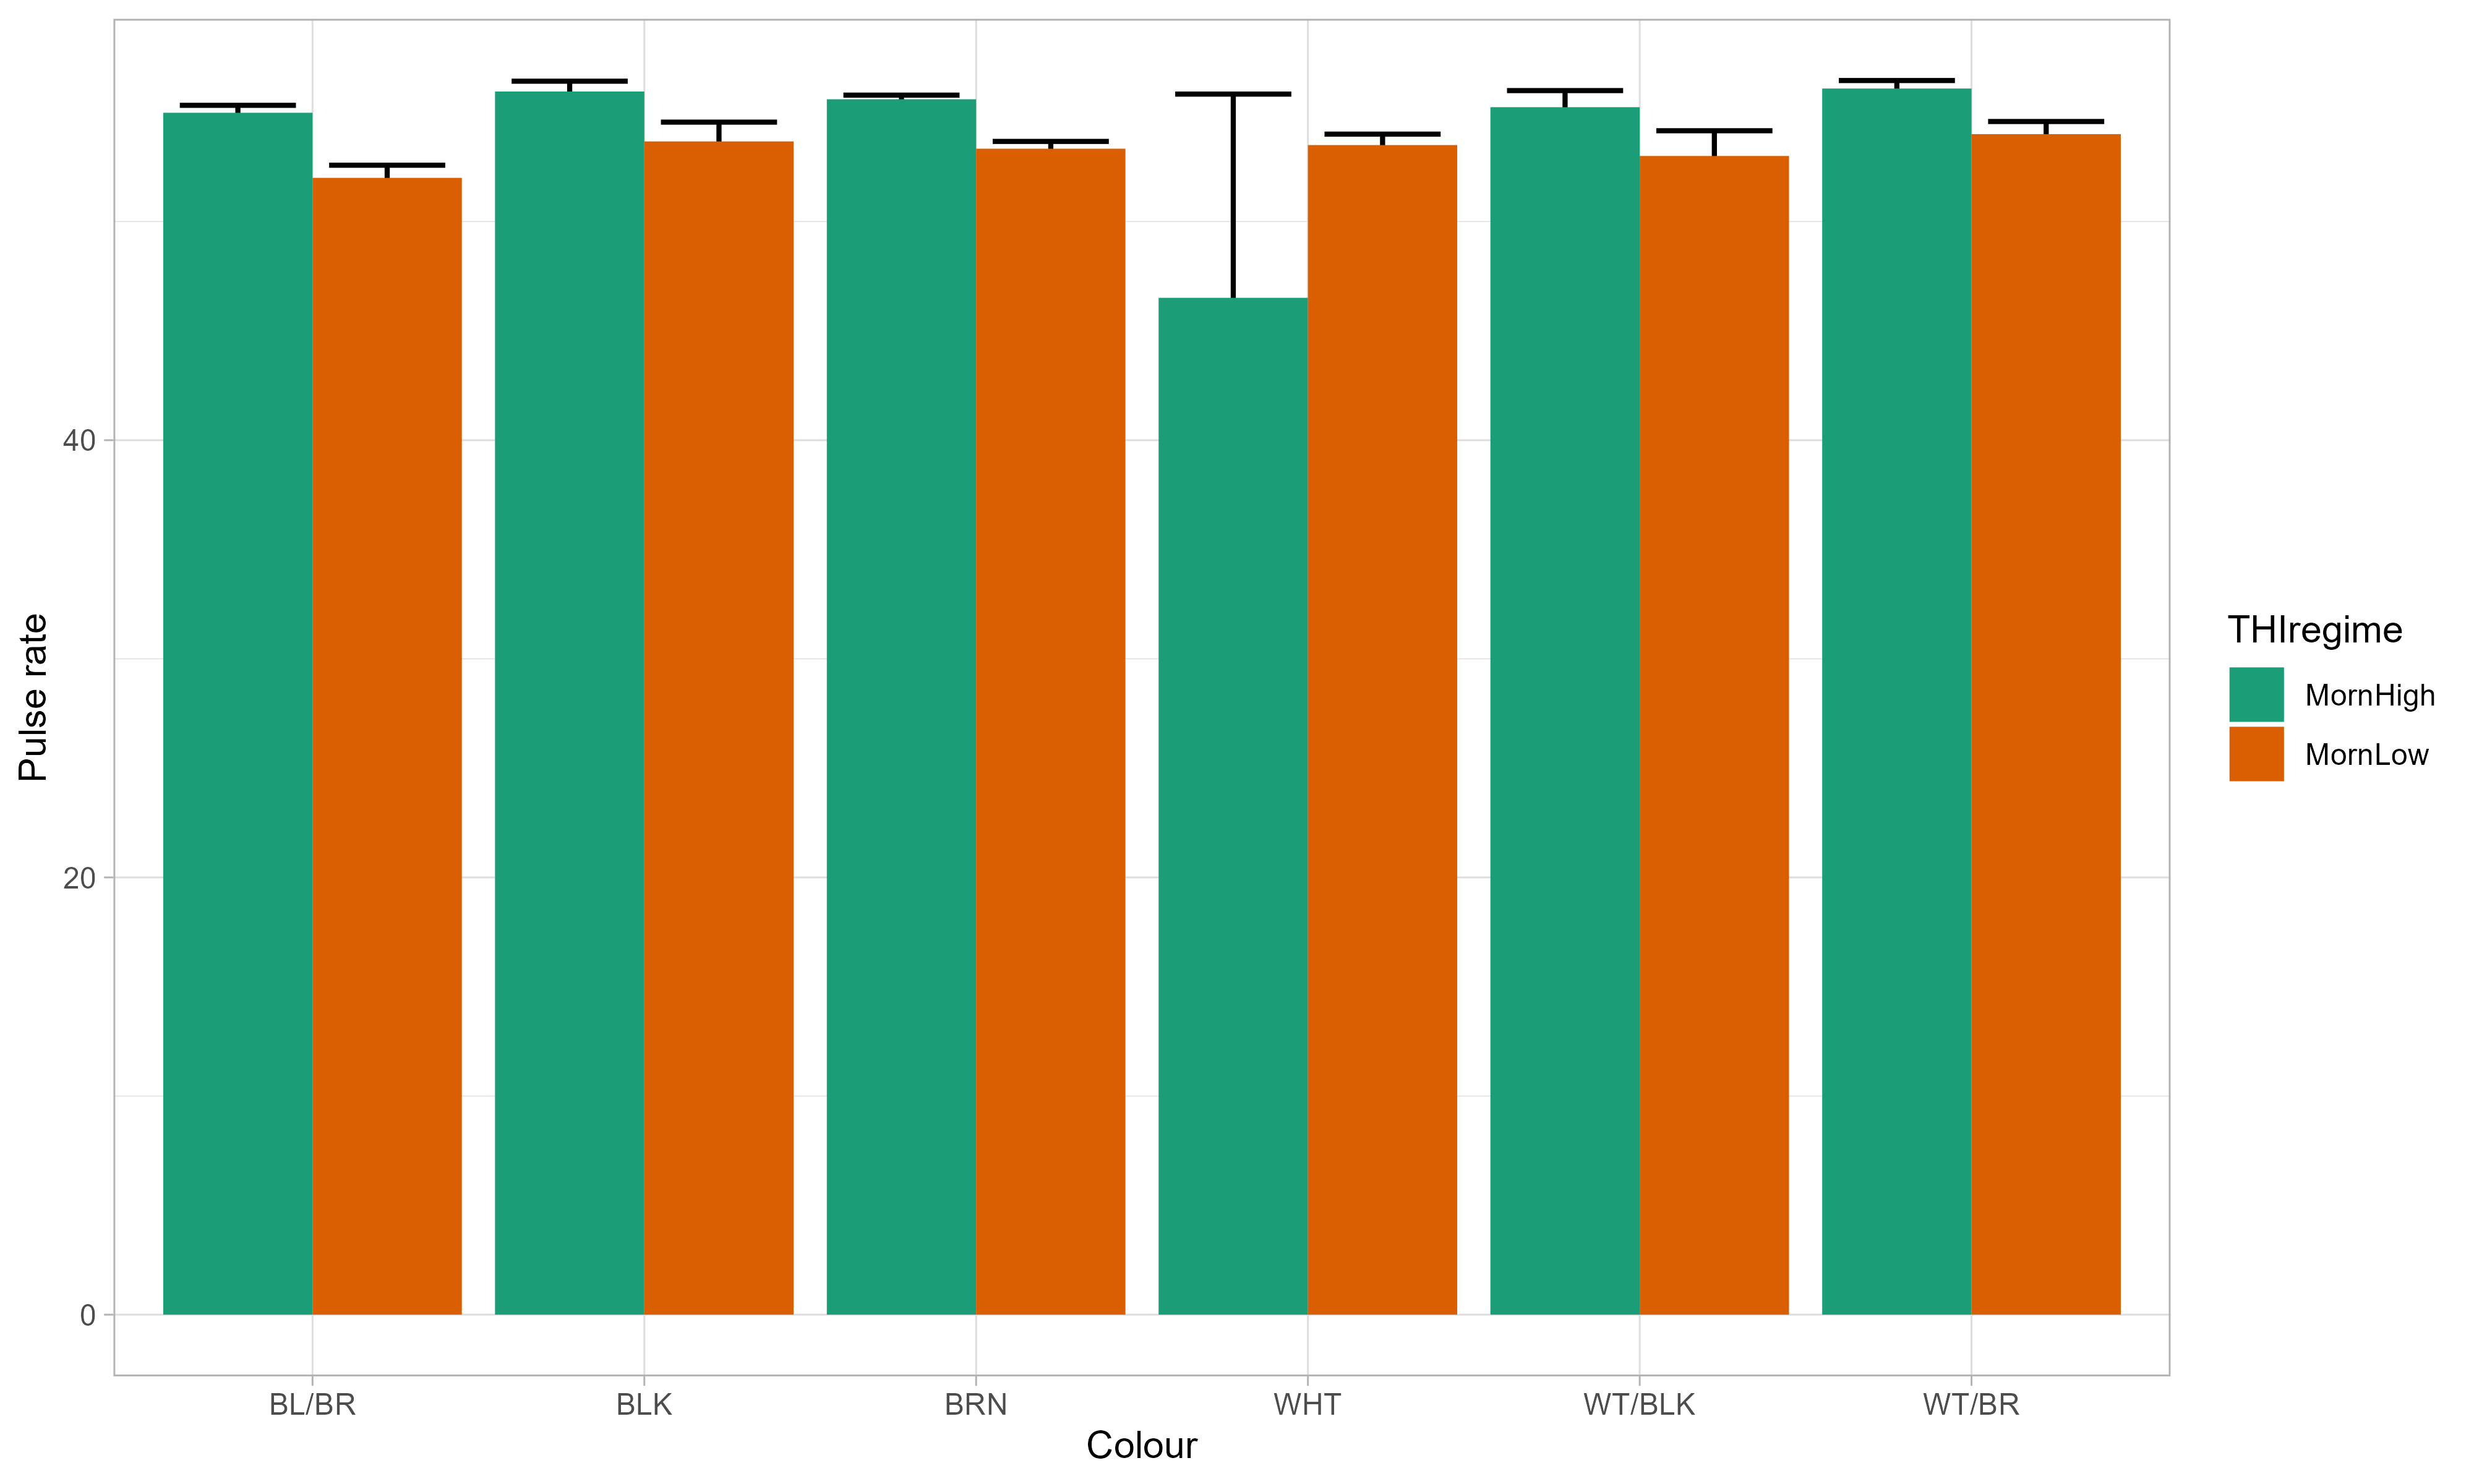 Pulse rate
40
20
0
BL/BR BLK BRN WHT WT/BLK WT/BR
Colour
THIregime
MornHigh
MornLow